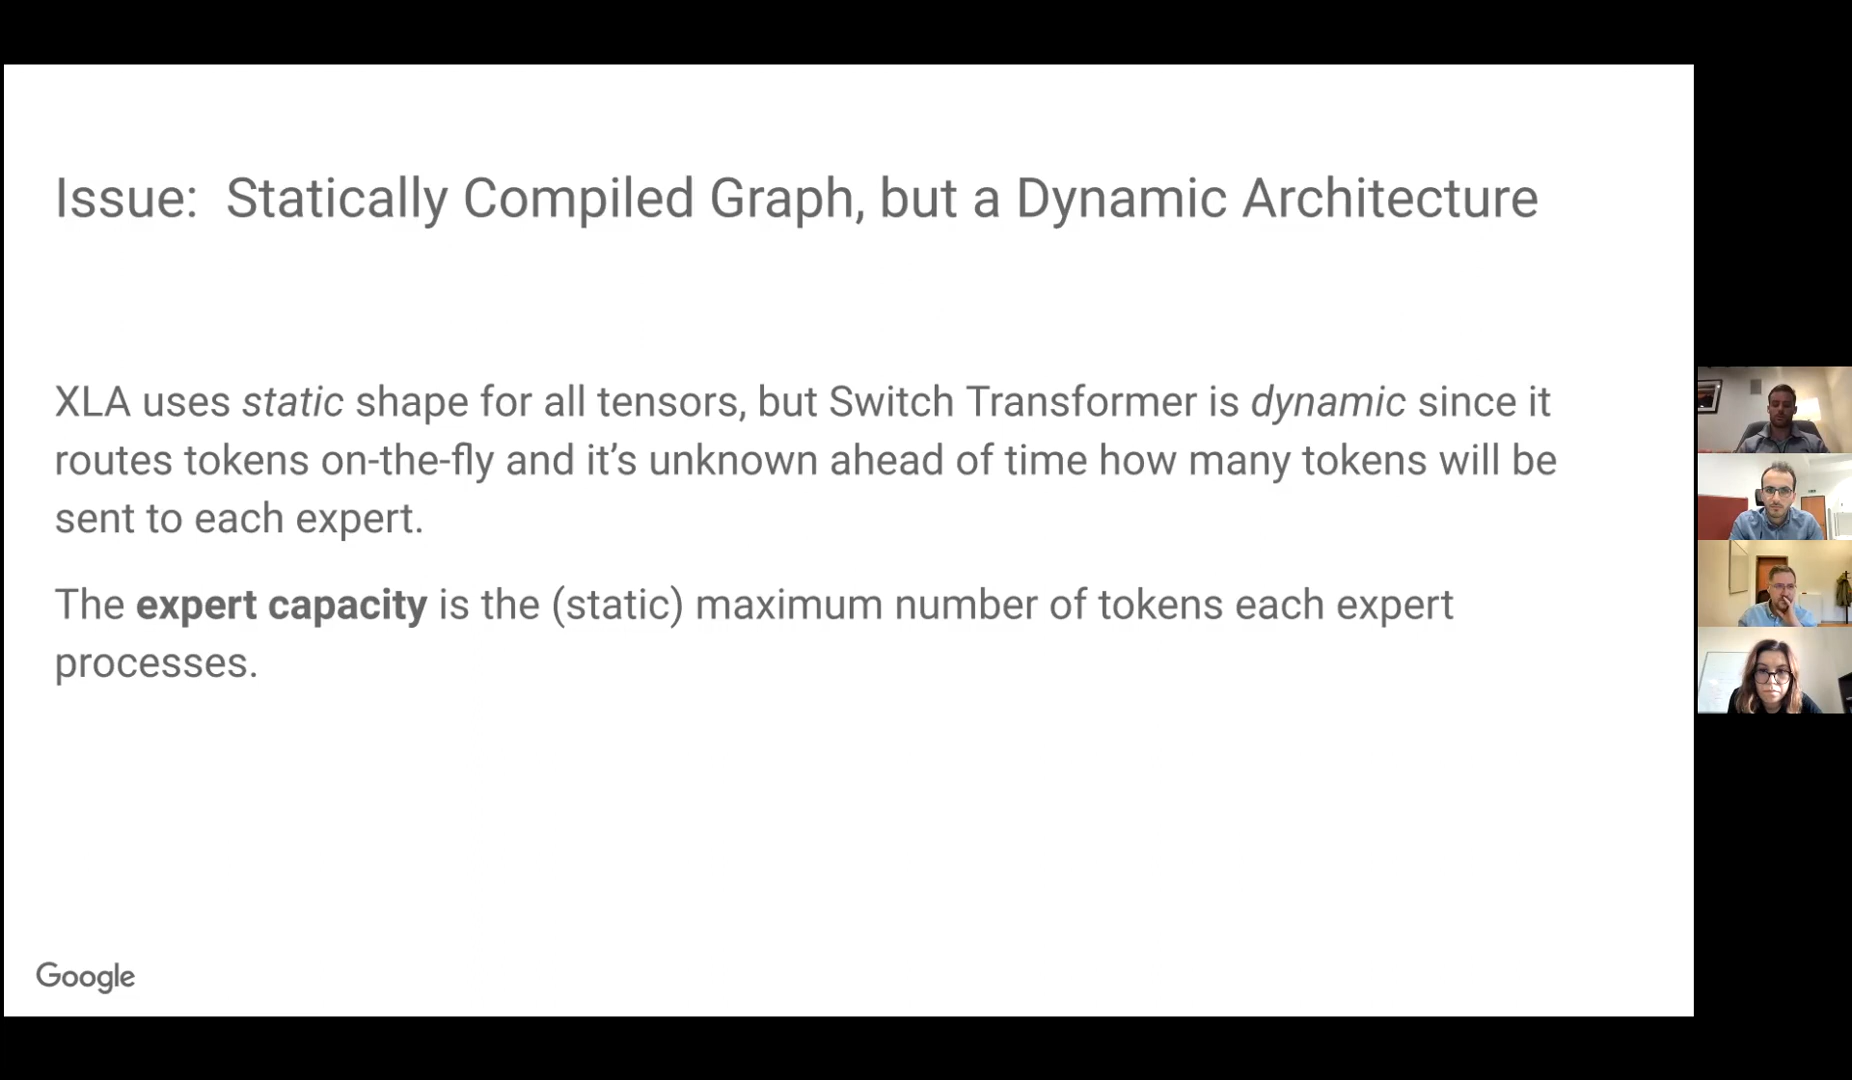 Issue: Statically Compiled Graph, but a Dynamic Architecture
XLA uses static shape for all tensors, but Switch Transformer is dynamic since it
routes tokens on-the-fly and it’s unknown ahead of time how many tokens will be
sent to each expert.
The expert capacity is the (static) maximum number of tokens each expert
processes.
Google